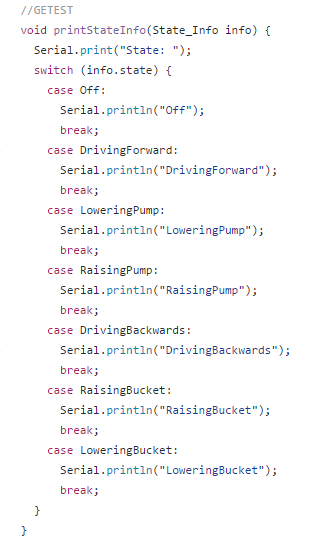 //GETEST
void printStateInfo(State_Info info) {
  Serial.print("State: ");
  switch (info.state) {
    case Off:
      Serial.println("Off");
      break;
    case DrivingForward:
      Serial.println("DrivingForward");
      break;
    case LoweringPump:
      Serial.println("LoweringPump");
      break;
    case RaisingPump:
      Serial.println("RaisingPump");
      break;
    case DrivingBackwards:
      Serial.println("DrivingBackwards");
      break;
    case RaisingBucket:
      Serial.println("RaisingBucket");
      break;
    case LoweringBucket:
      Serial.println("LoweringBucket");
      break;
  }
}